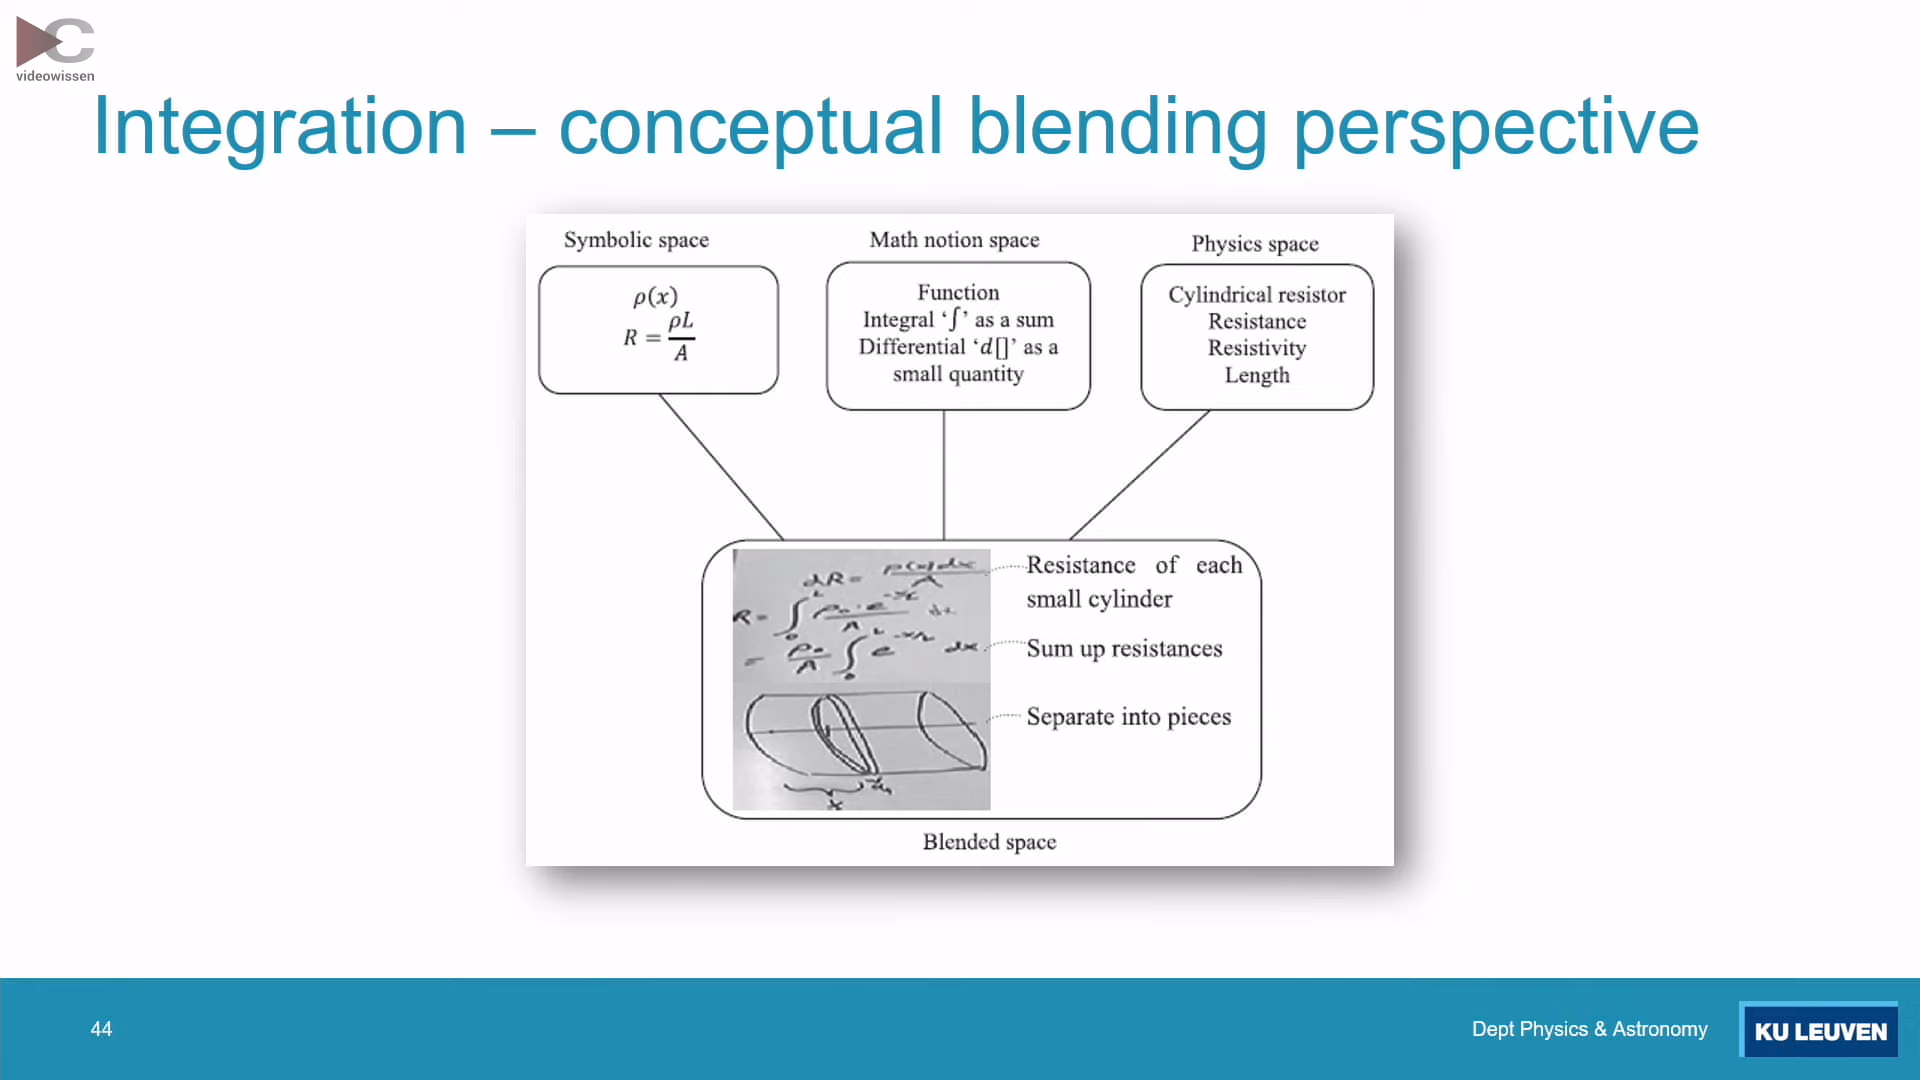 videowissen
Integration – conceptual blending perspective
Symbolic space
ρ(x)
R = ρL/A
Math notion space
Function
Integral ‘∫’ as a sum
Differential ‘d[]’ as a
small quantity
Physics space
Cylindrical resistor
Resistance
Resistivity
Length
dR = ρ(x)dx/A
Resistance of each
small cylinder
Sum up resistances
Separate into pieces
x
Blended space
44
Dept Physics & Astronomy
KU LEUVEN